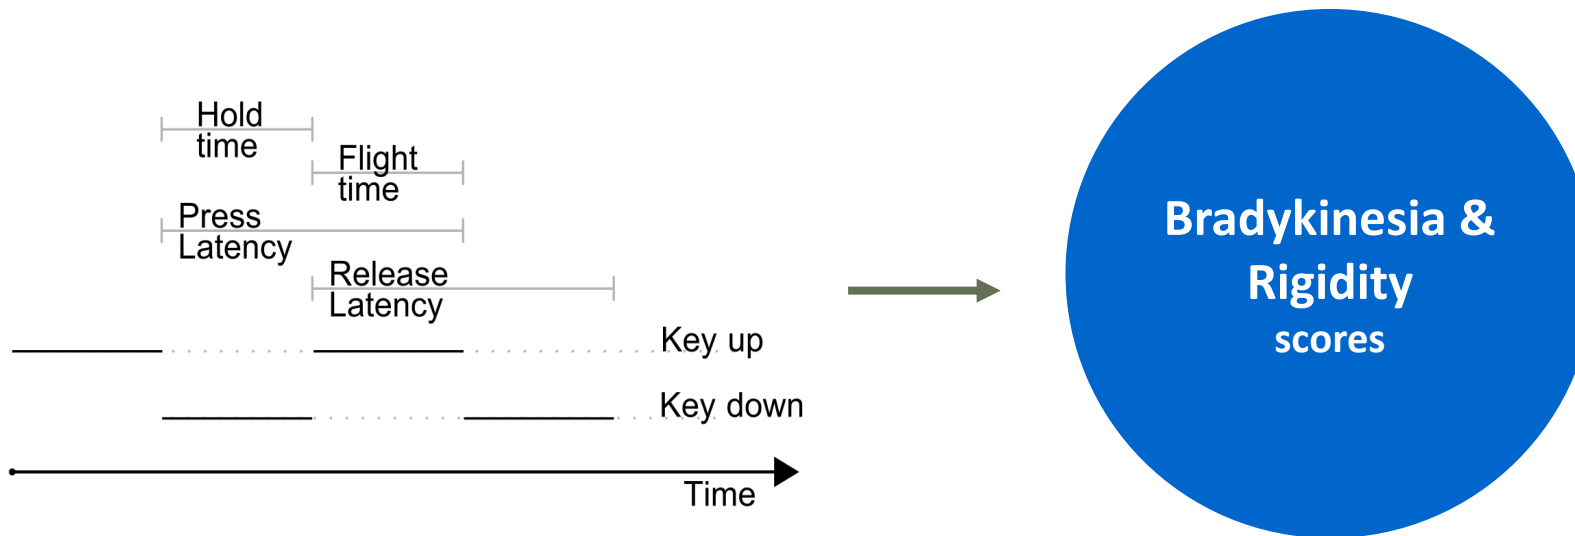 Hold
time
Flight
time
Press
Latency
Release
Latency
Key up
Key down
Time
Bradykinesia &
Rigidity
scores